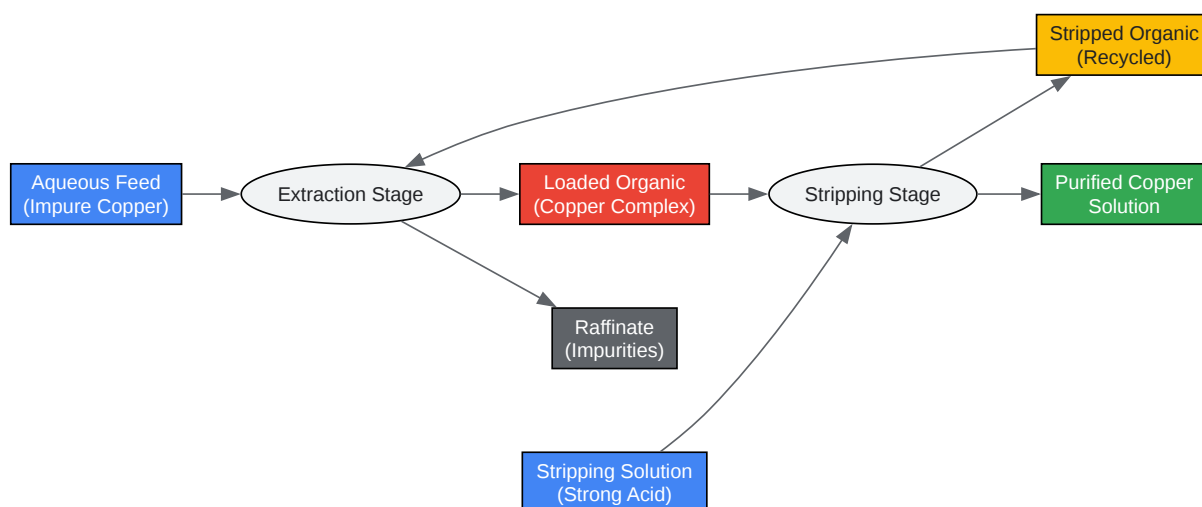 Stripped Organic
(Recycled)
Aqueous Feed
(Impure Copper)
Extraction Stage
Loaded Organic
(Copper Complex)
Stripping Stage
Purified Copper
Solution
Raffinate
(Impurities)
Stripping Solution
(Strong Acid)